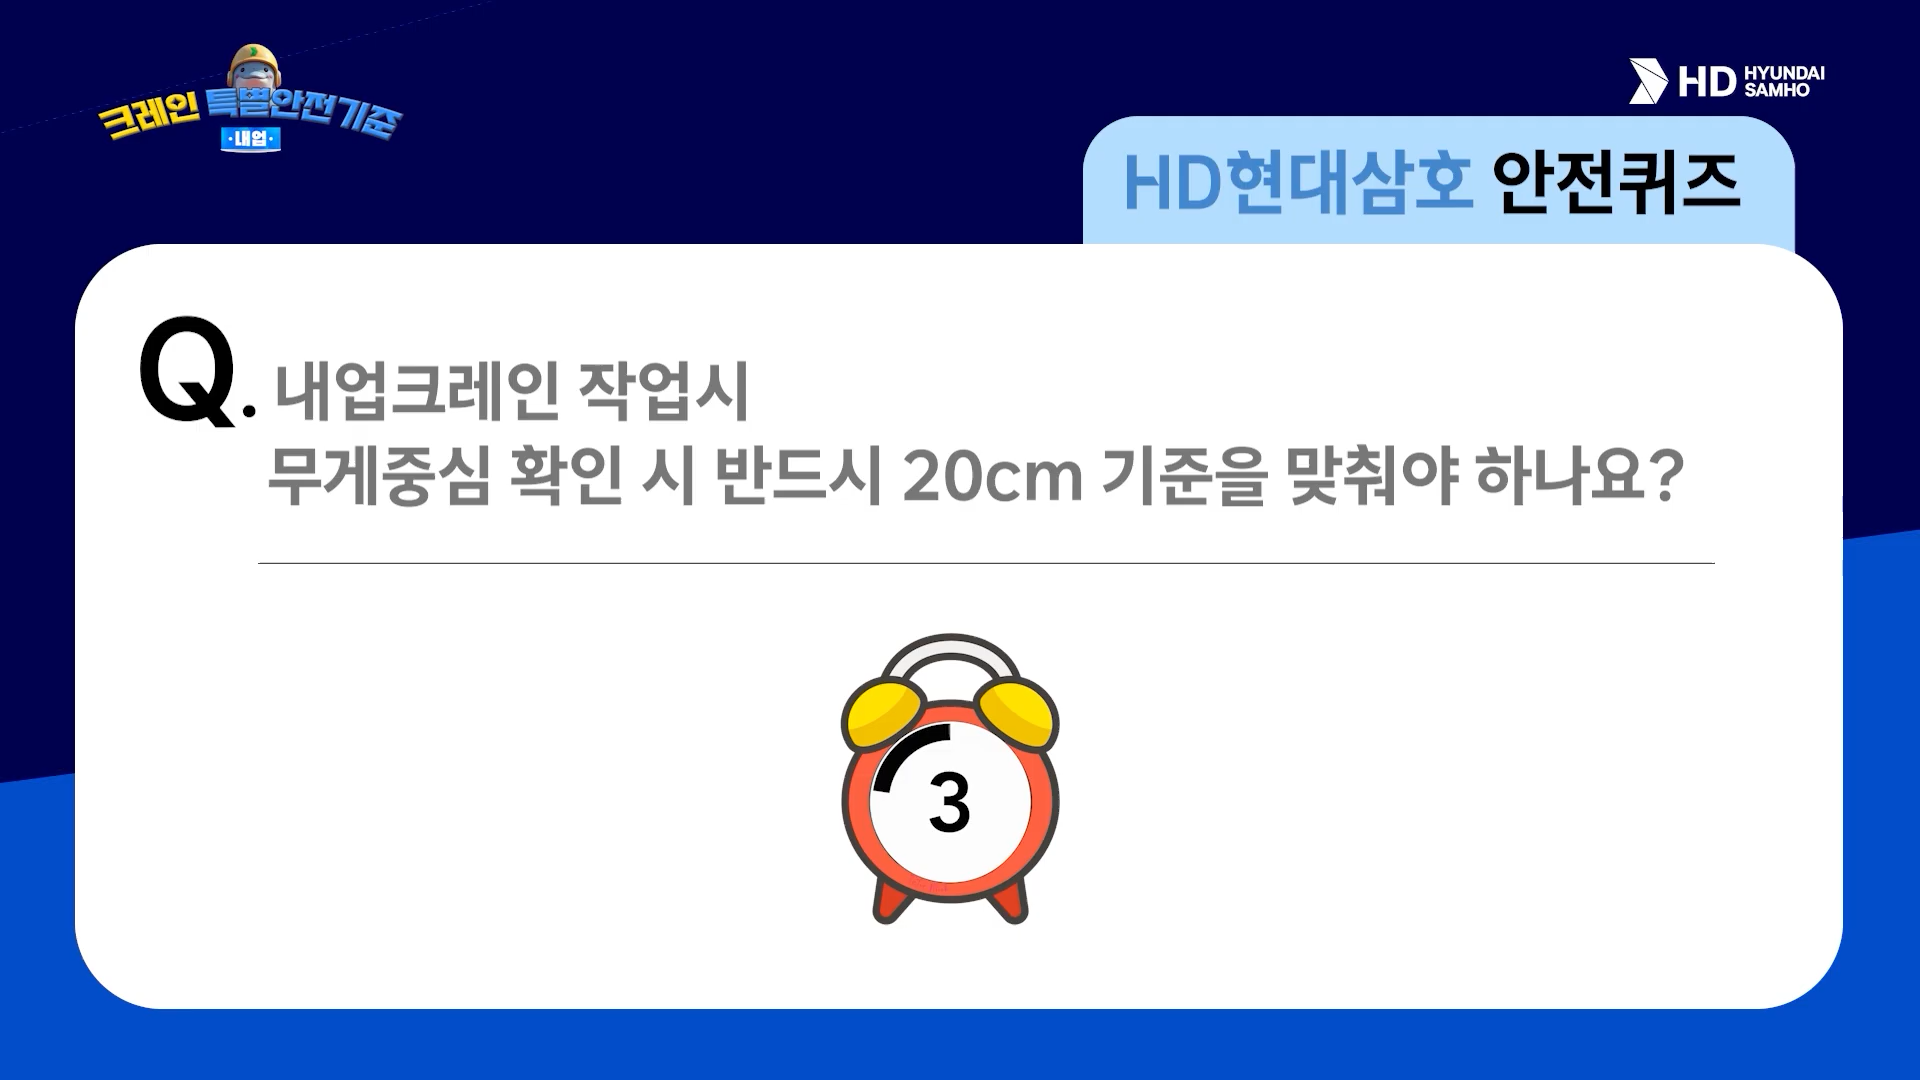 크레인 특별안전기준
·내업·
HD HYUNDAI
SAMHO
HD현대삼호 안전퀴즈
Q. 내업크레인 작업시
무게중심 확인 시 반드시 20cm 기준을 맞춰야 하나요?
3